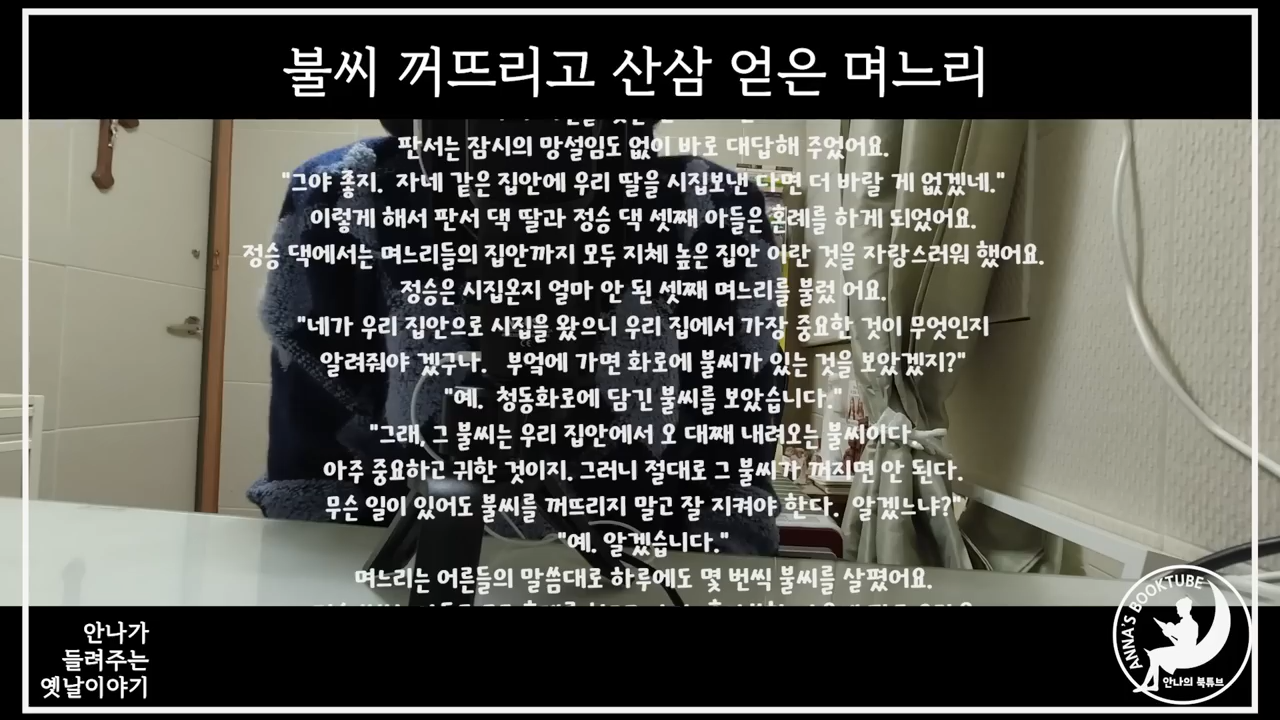 불씨 꺼뜨리고 산삼 얻은 며느리
판서는 잠시의 망설임도 없이 바로 대답해 주었어요.
"그야 좋지. 자네 같은 집안에 우리 딸을 시집보낸 다면 더 바랄 게 없겠네."
이렇게 해서 판서 댁 딸과 정승 댁 셋째 아들은 혼례를 하게 되었어요.
정승 댁에서는 며느리들의 집안까지 모두 지체 높은 집안 이란 것을 자랑스러워 했어요.
정승은 시집온지 얼마 안 된 셋째 며느리를 불렀 어요.
"네가 우리 집안으로 시집을 왔으니 우리 집에서 가장 중요한 것이 무엇인지
알려줘야 겠구나. 부엌에 가면 화로에 불씨가 있는 것을 보았겠지?"
"예. 청동화로에 담긴 불씨를 보았습니다."
"그래, 그 불씨는 우리 집안에서 오 대째 내려오는 불씨이다.
아주 중요하고 귀한 것이지. 그러니 절대로 그 불씨가 꺼지면 안 된다.
무슨 일이 있어도 불씨를 꺼뜨리지 말고 잘 지켜야 한다. 알겠느냐?"
"예. 알겠습니다."
며느리는 어른들의 말씀대로 하루에도 몇 번씩 불씨를 살폈어요.
안나가
들려주는
옛날이야기
ANNA'S BOOKTUBE
안나의 북튜브